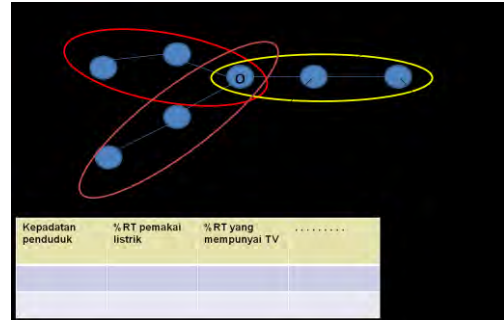 O
Kepadatan penduduk
%RT pemakai listrik
%RT yang mempunyai TV
.........